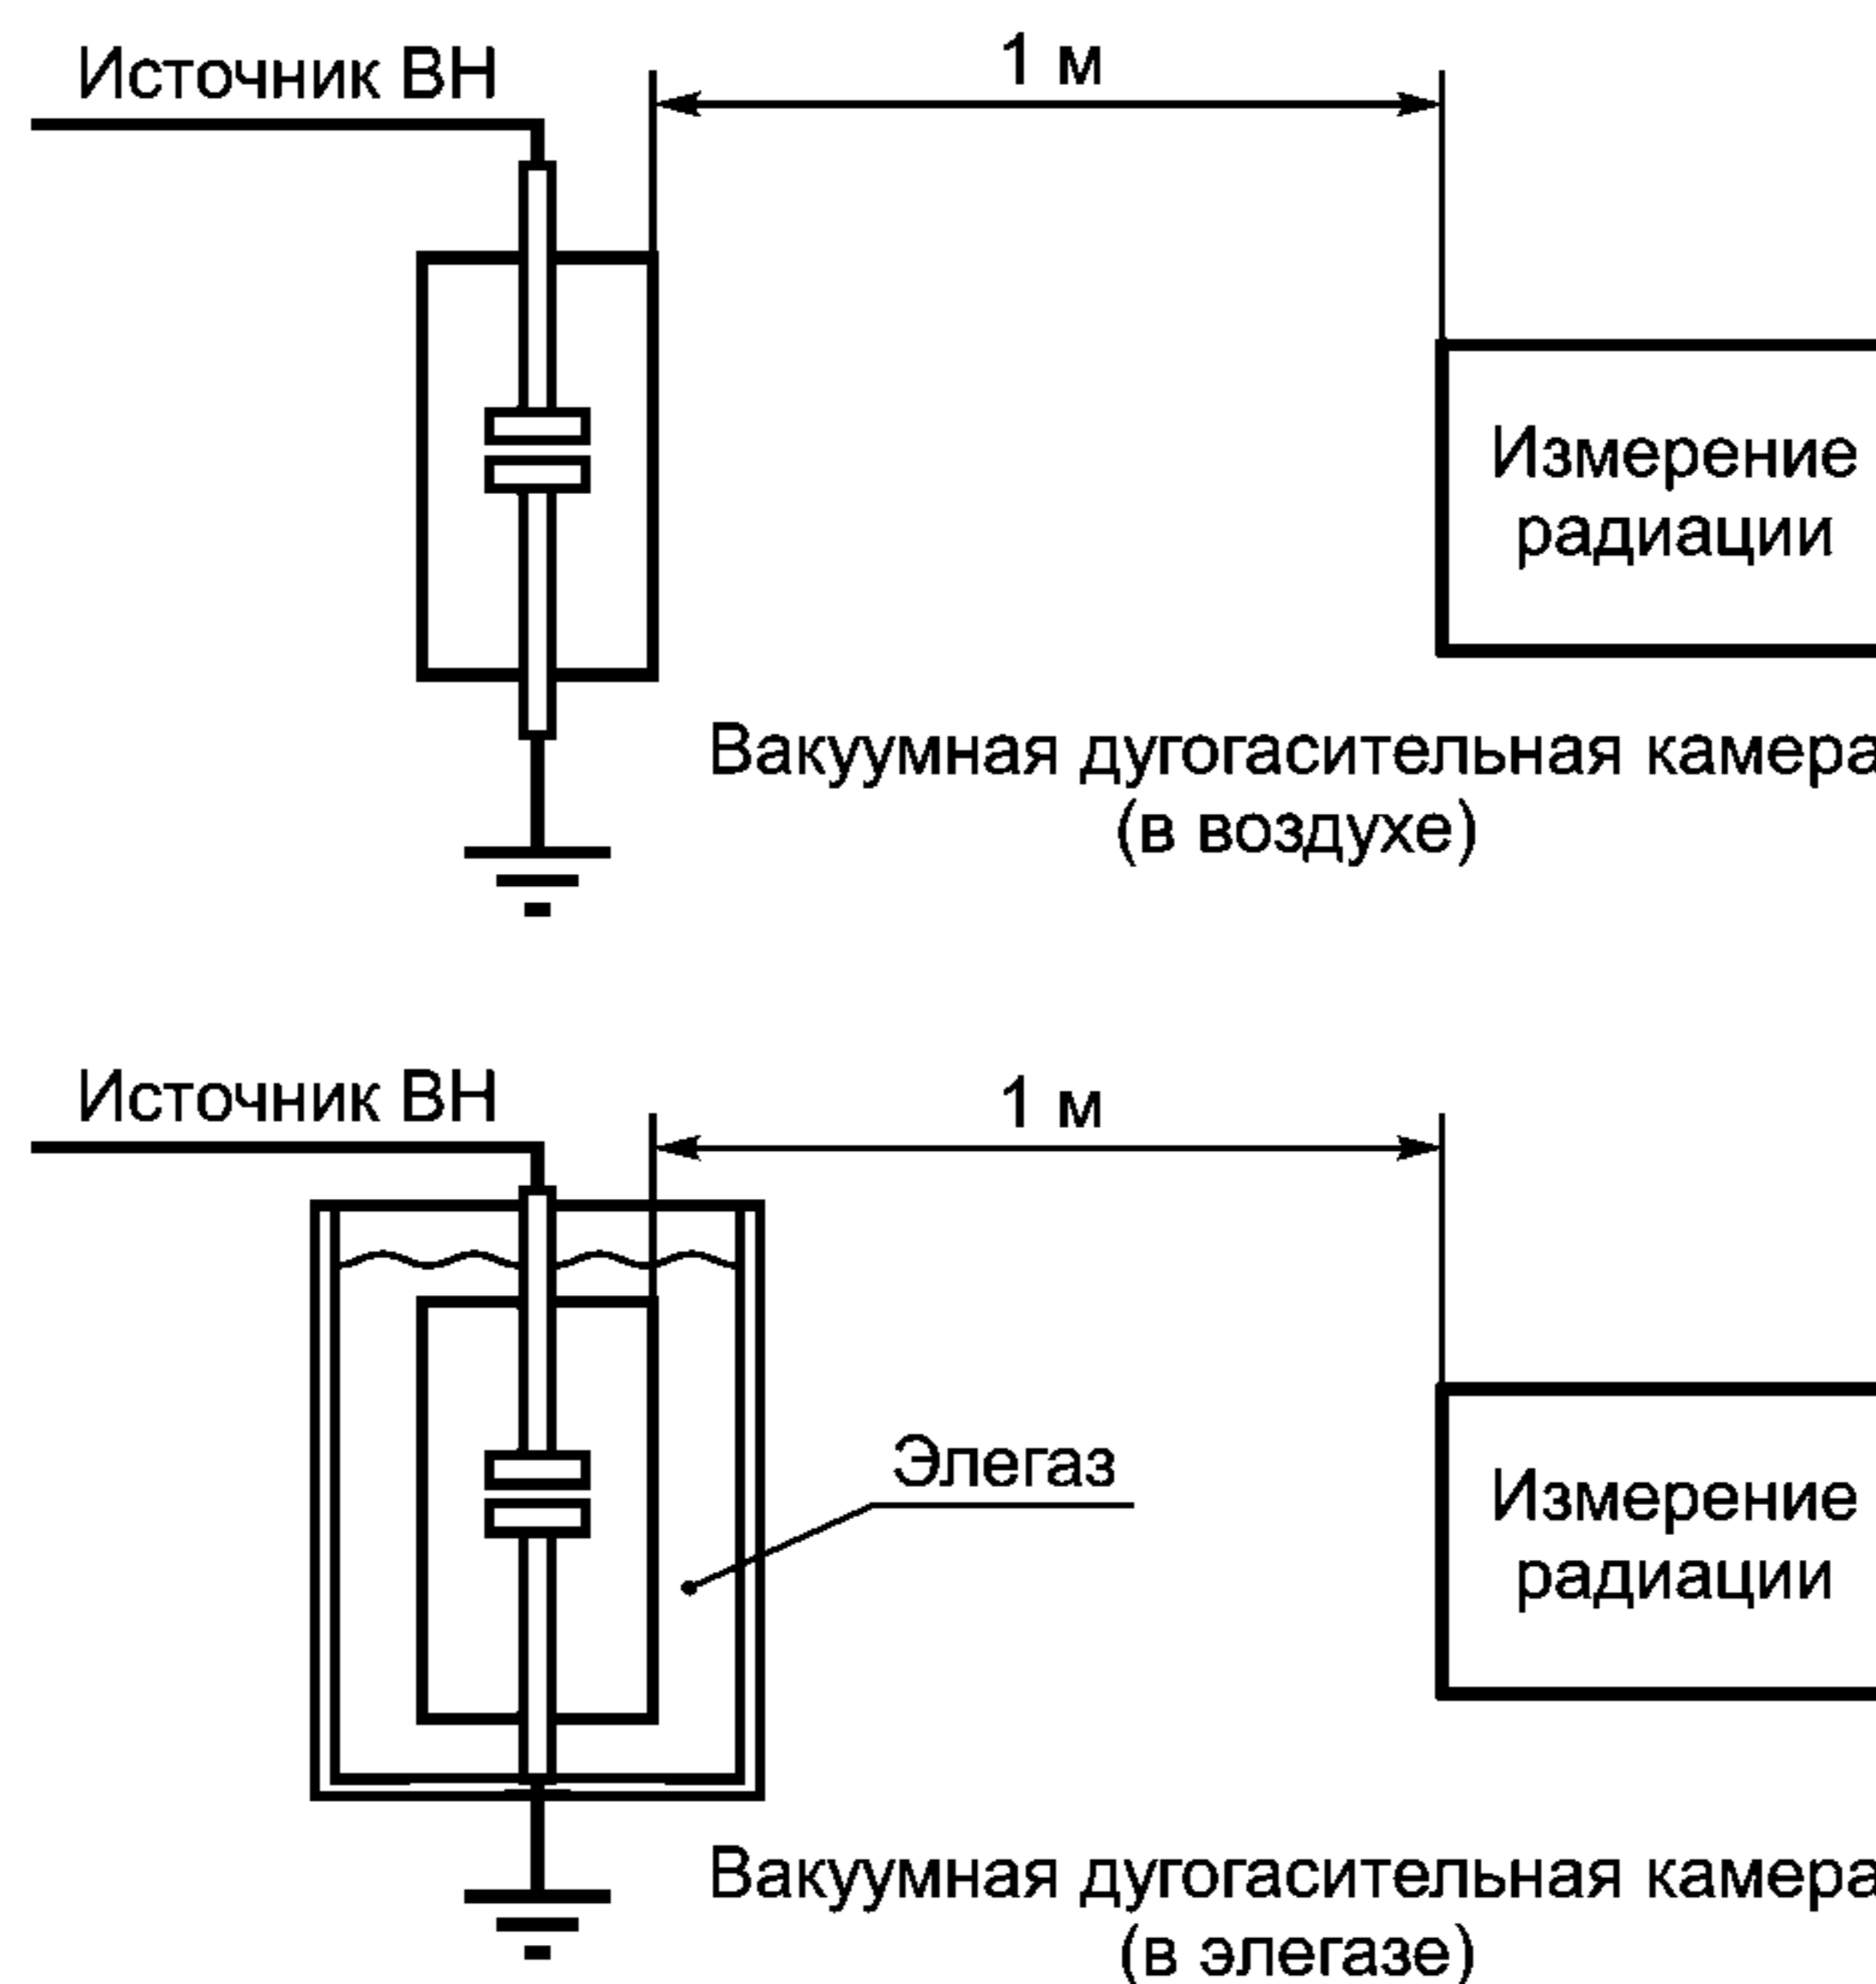 Источник ВН
1 м
Измерение
радиации
Вакуумная дугогасительная камера
(в воздухе)
Источник ВН
1 м
Элегаз
Измерение
радиации
Вакуумная дугогасительная камера
(в элегазе)